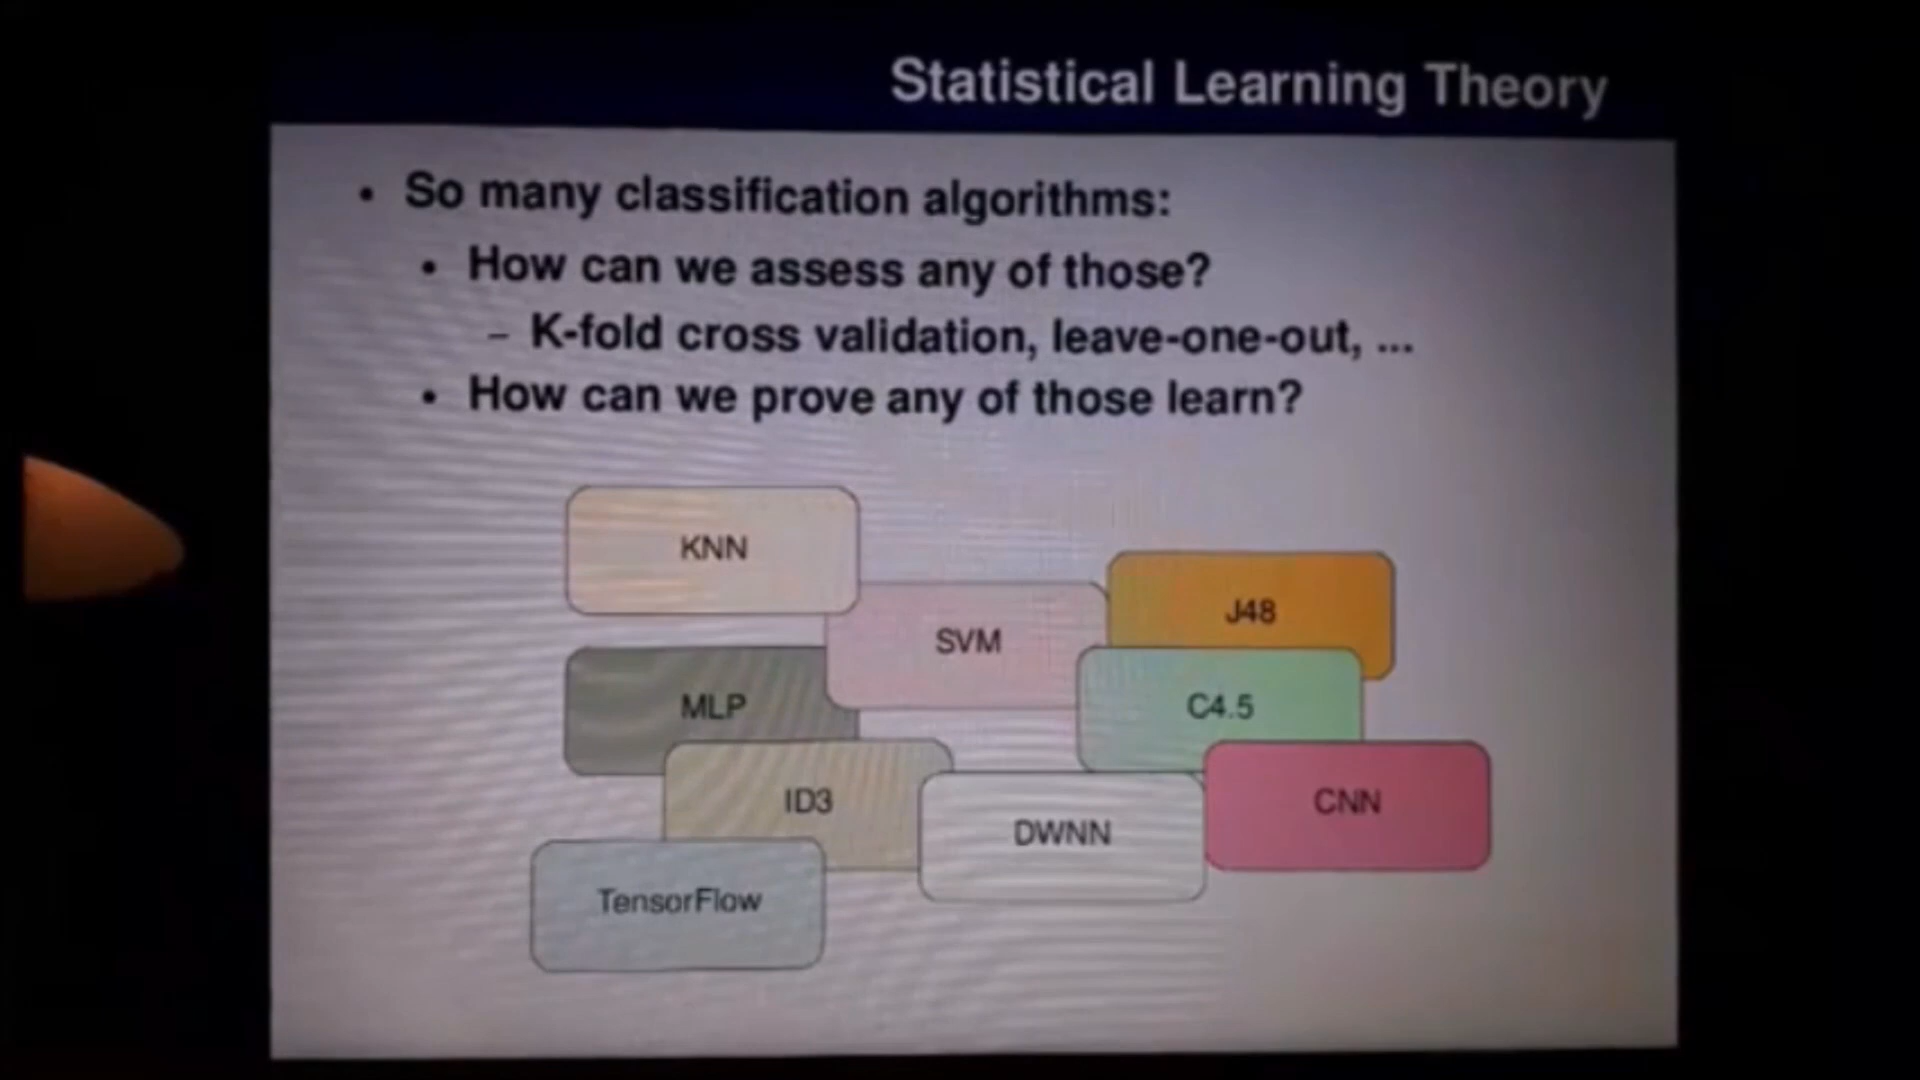 Statistical Learning Theory
• So many classification algorithms:
• How can we assess any of those?
– K-fold cross validation, leave-one-out, ...
• How can we prove any of those learn?
KNN
SVM
J48
MLP
C4.5
ID3
DWNN
CNN
TensorFlow